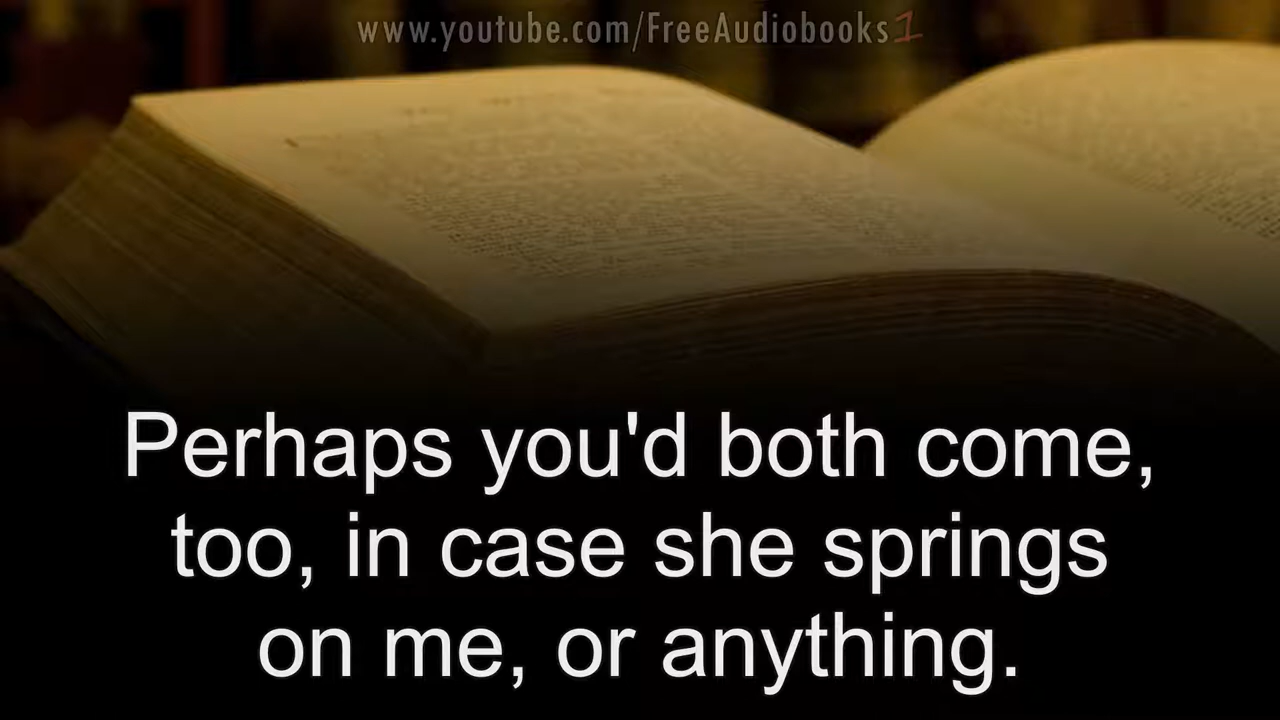 www.youtube.com/FreeAudiobooks1
Perhaps you'd both come,
too, in case she springs
on me, or anything.